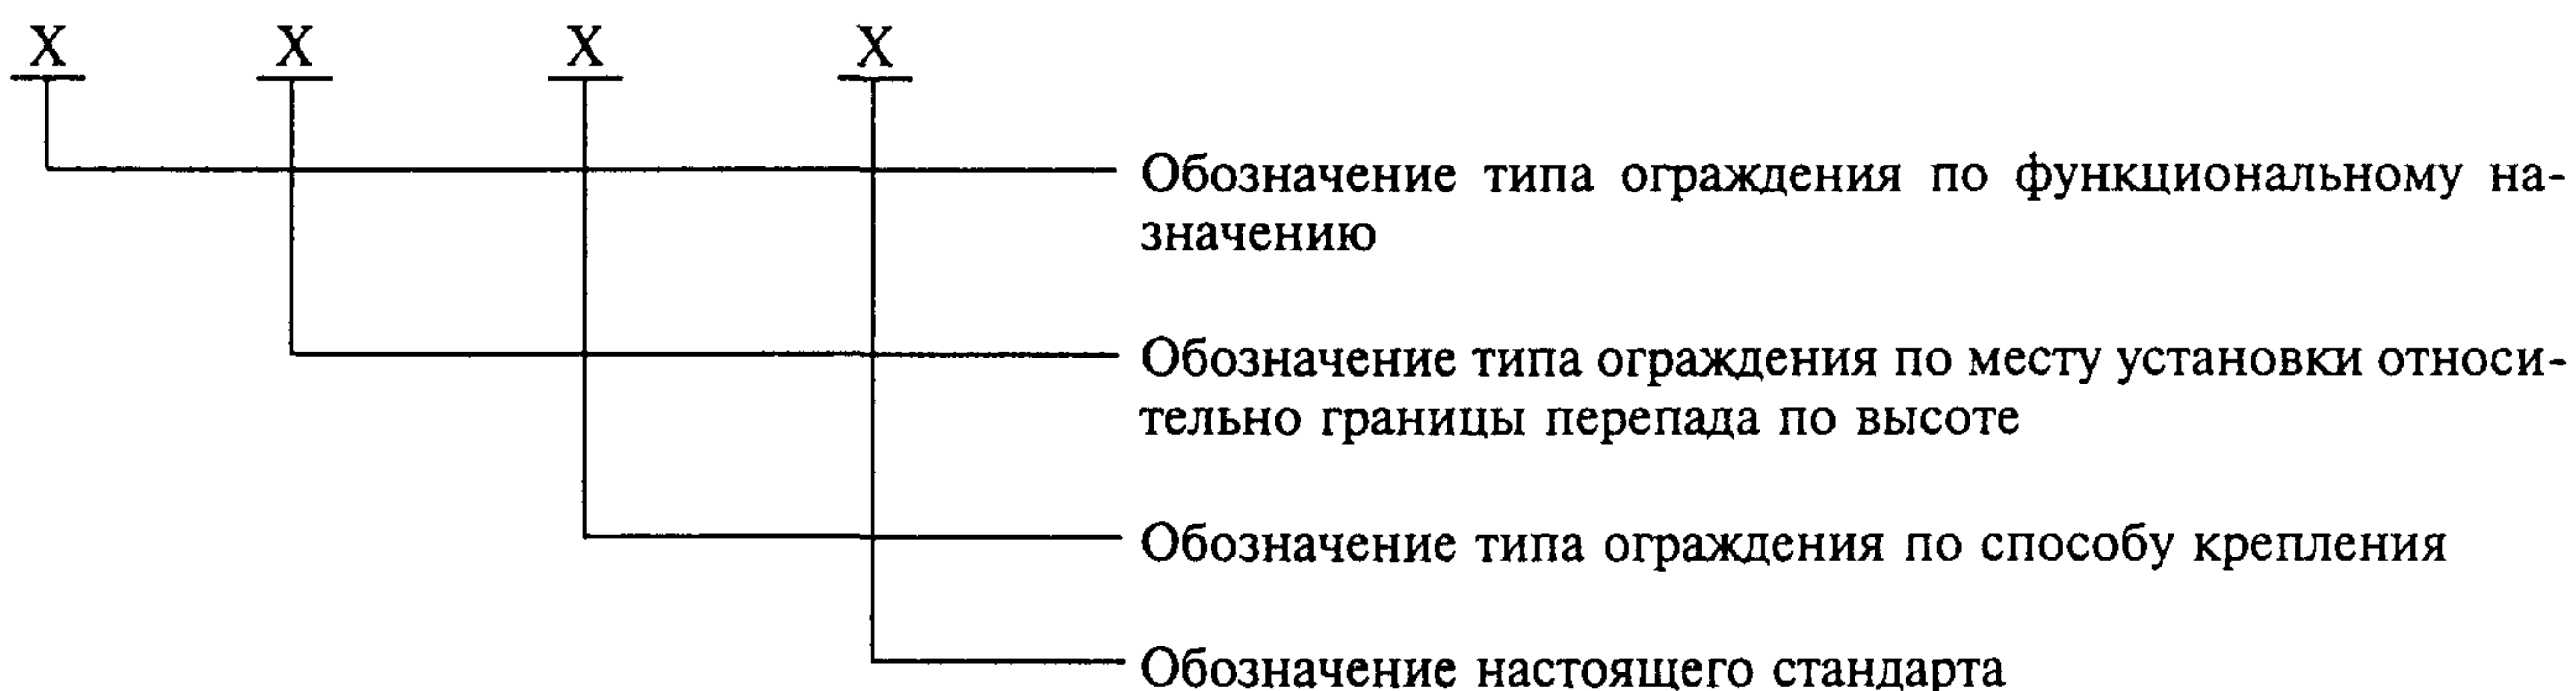 X X X X
Обозначение типа ограждения по функциональному на-
значению
Обозначение типа ограждения по месту установки относи-
тельно границы перепада по высоте
Обозначение типа ограждения по способу крепления
Обозначение настоящего стандарта